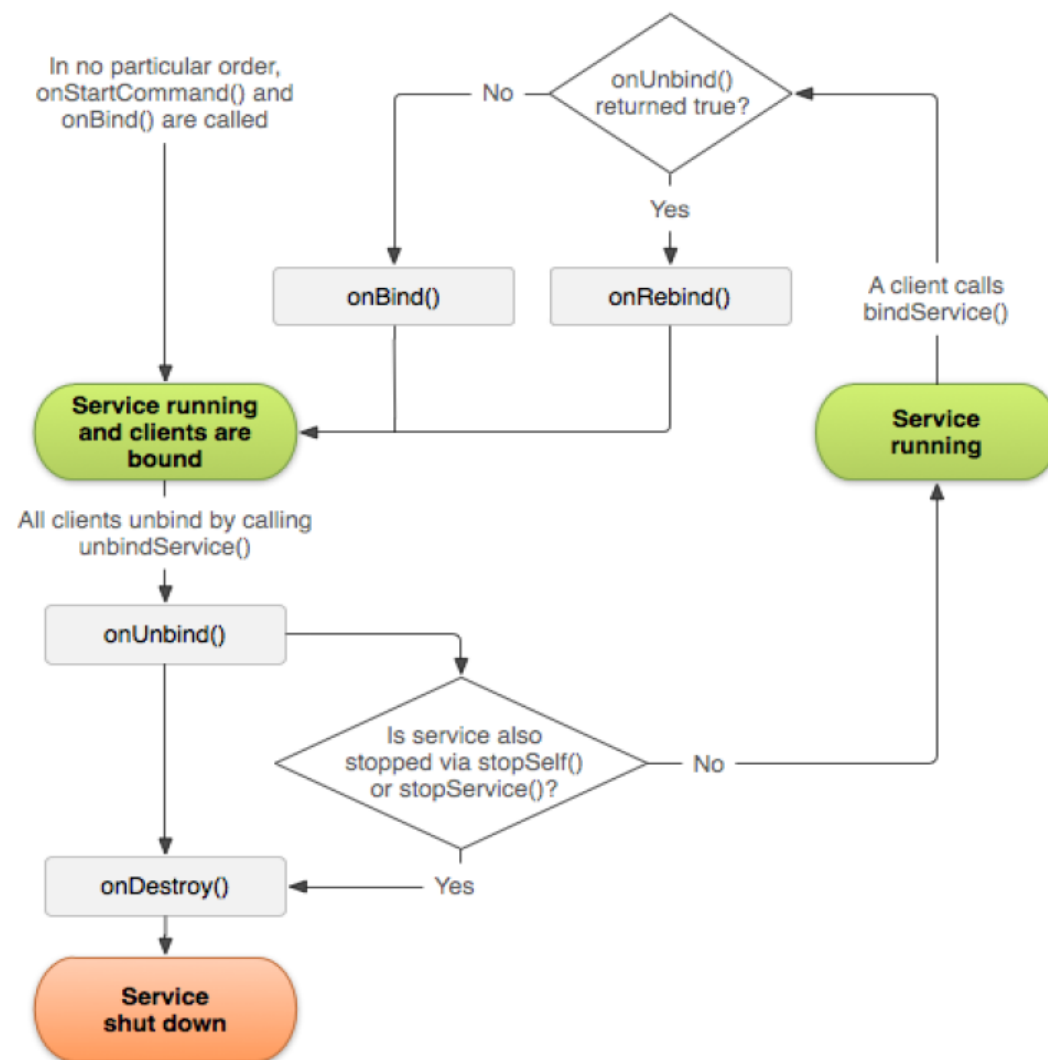 In no particular order,
onStartCommand() and
onBind() are called
onUnbind()
returned true?
No
Yes
onBind()
onRebind()
A client calls
bindService()
Service running
and clients are
bound
Service
running
All clients unbind by calling
unbindService()
onUnbind()
Is service also
stopped via stopSelf()
or stopService()?
No
Yes
onDestroy()
Service
shut down